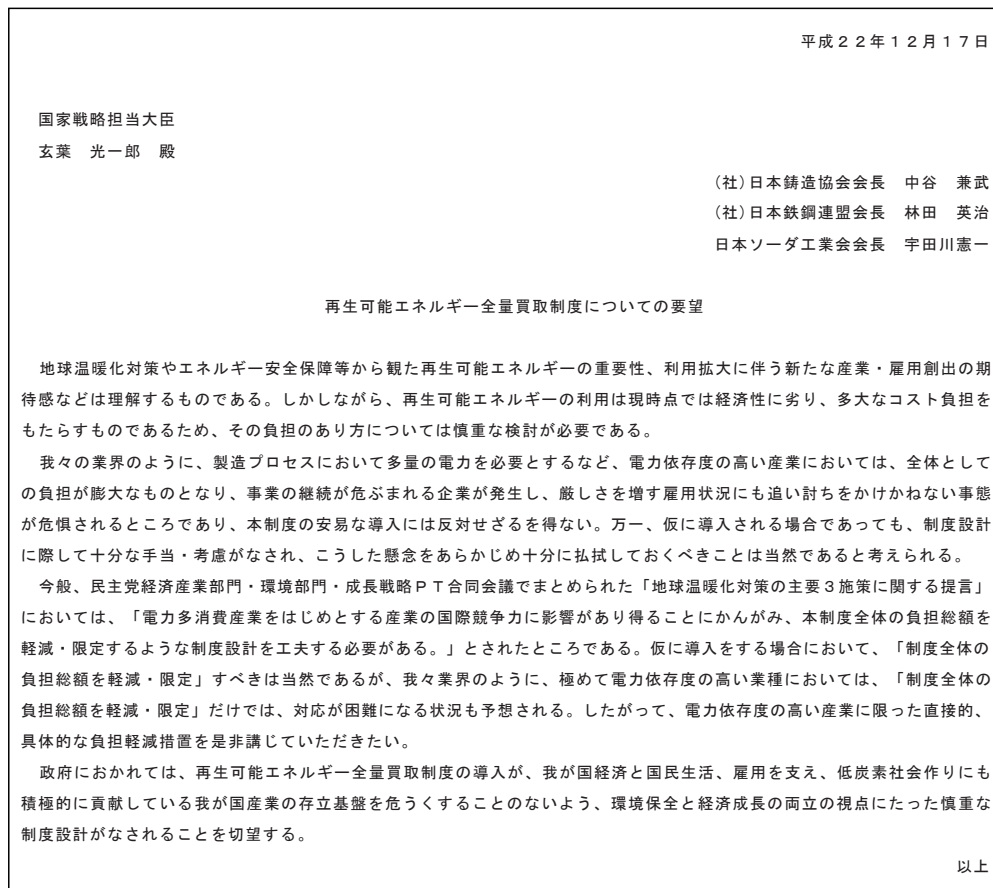 平成２２年１２月１７日
国家戦略担当大臣
玄葉　光一郎　殿
(社)日本鋳造協会会長　中谷　兼武
(社)日本鉄鋼連盟会長　林田　英治
日本ソーダ工業会会長　宇田川憲一
再生可能エネルギー全量買取制度についての要望
地球温暖化対策やエネルギー安全保障等から観た再生可能エネルギーの重要性、利用拡大に伴う新たな産業・雇用創出の期
待感などは理解するものである。しかしながら、再生可能エネルギーの利用は現時点では経済性に劣り、多大なコスト負担を
もたらすものであるため、その負担のあり方については慎重な検討が必要である。
我々の業界のように、製造プロセスにおいて多量の電力を必要とするなど、電力依存度の高い産業においては、全体として
の負担が膨大なものとなり、事業の継続が危ぶまれる企業が発生し、厳しさを増す雇用状況にも追い討ちをかけかねない事態
が危惧されるところであり、本制度の安易な導入には反対せざるを得ない。万一、仮に導入される場合であっても、制度設計
に際して十分な手当・考慮がなされ、こうした懸念をあらかじめ十分に払拭しておくべきことは当然であると考えられる。
今般、民主党経済産業部門・環境部門・成長戦略ＰＴ合同会議でまとめられた「地球温暖化対策の主要３施策に関する提言」
においては、「電力多消費産業をはじめとする産業の国際競争力に影響があり得ることにかんがみ、本制度全体の負担総額を
軽減・限定するような制度設計を工夫する必要がある。」とされたところである。仮に導入をする場合において、「制度全体の
負担総額を軽減・限定」すべきは当然であるが、我々業界のように、極めて電力依存度の高い業種においては、「制度全体の
負担総額を軽減・限定」だけでは、対応が困難になる状況も予想される。したがって、電力依存度の高い産業に限った直接的、
具体的な負担軽減措置を是非講じていただきたい。
政府におかれては、再生可能エネルギー全量買取制度の導入が、我が国経済と国民生活、雇用を支え、低炭素社会作りにも
積極的に貢献している我が国産業の存立基盤を危うくすることのないよう、環境保全と経済成長の両立の視点にたった慎重な
制度設計がなされることを切望する。
以上